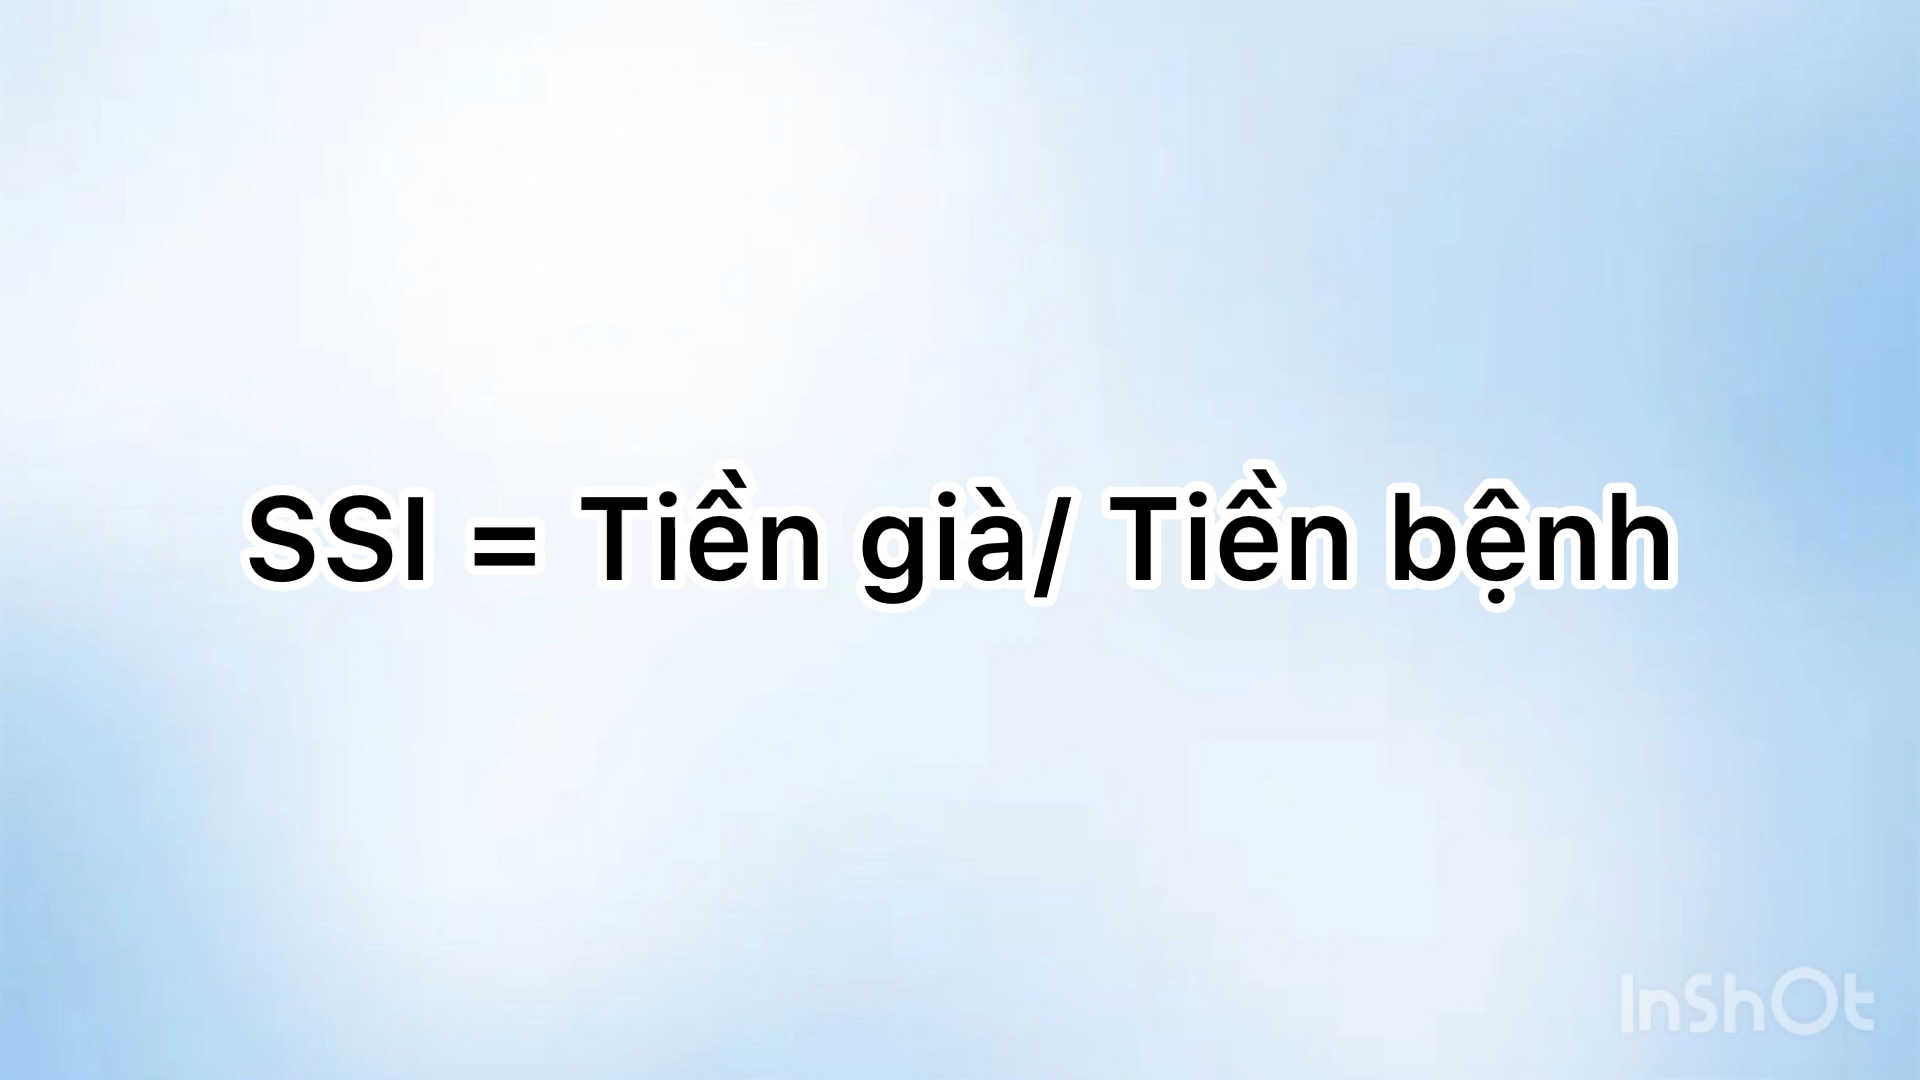 SSI = Tiền già/ Tiền bệnh
InShOt